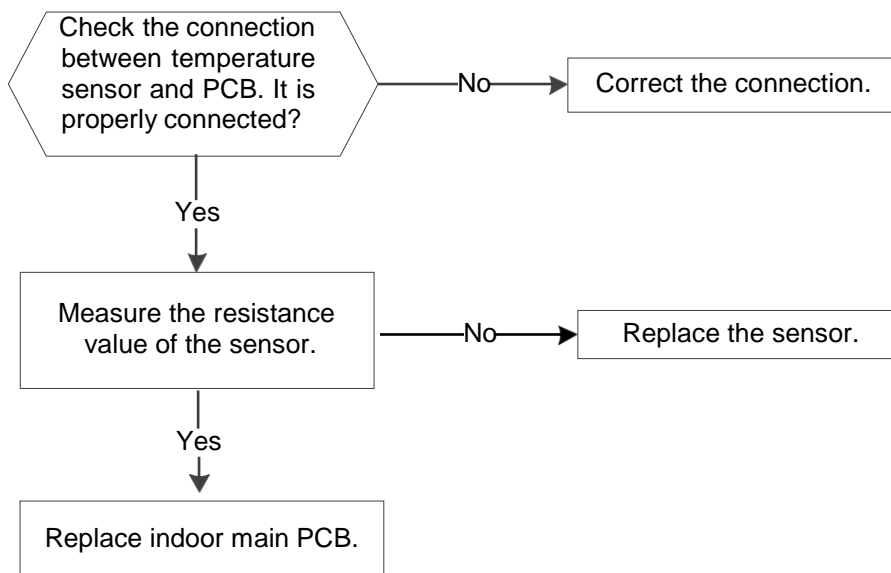 Check the connection
between temperature
sensor and PCB. It is
properly connected?
No
Correct the connection.
Yes
Measure the resistance
value of the sensor.
No
Replace the sensor.
Yes
Replace indoor main PCB.